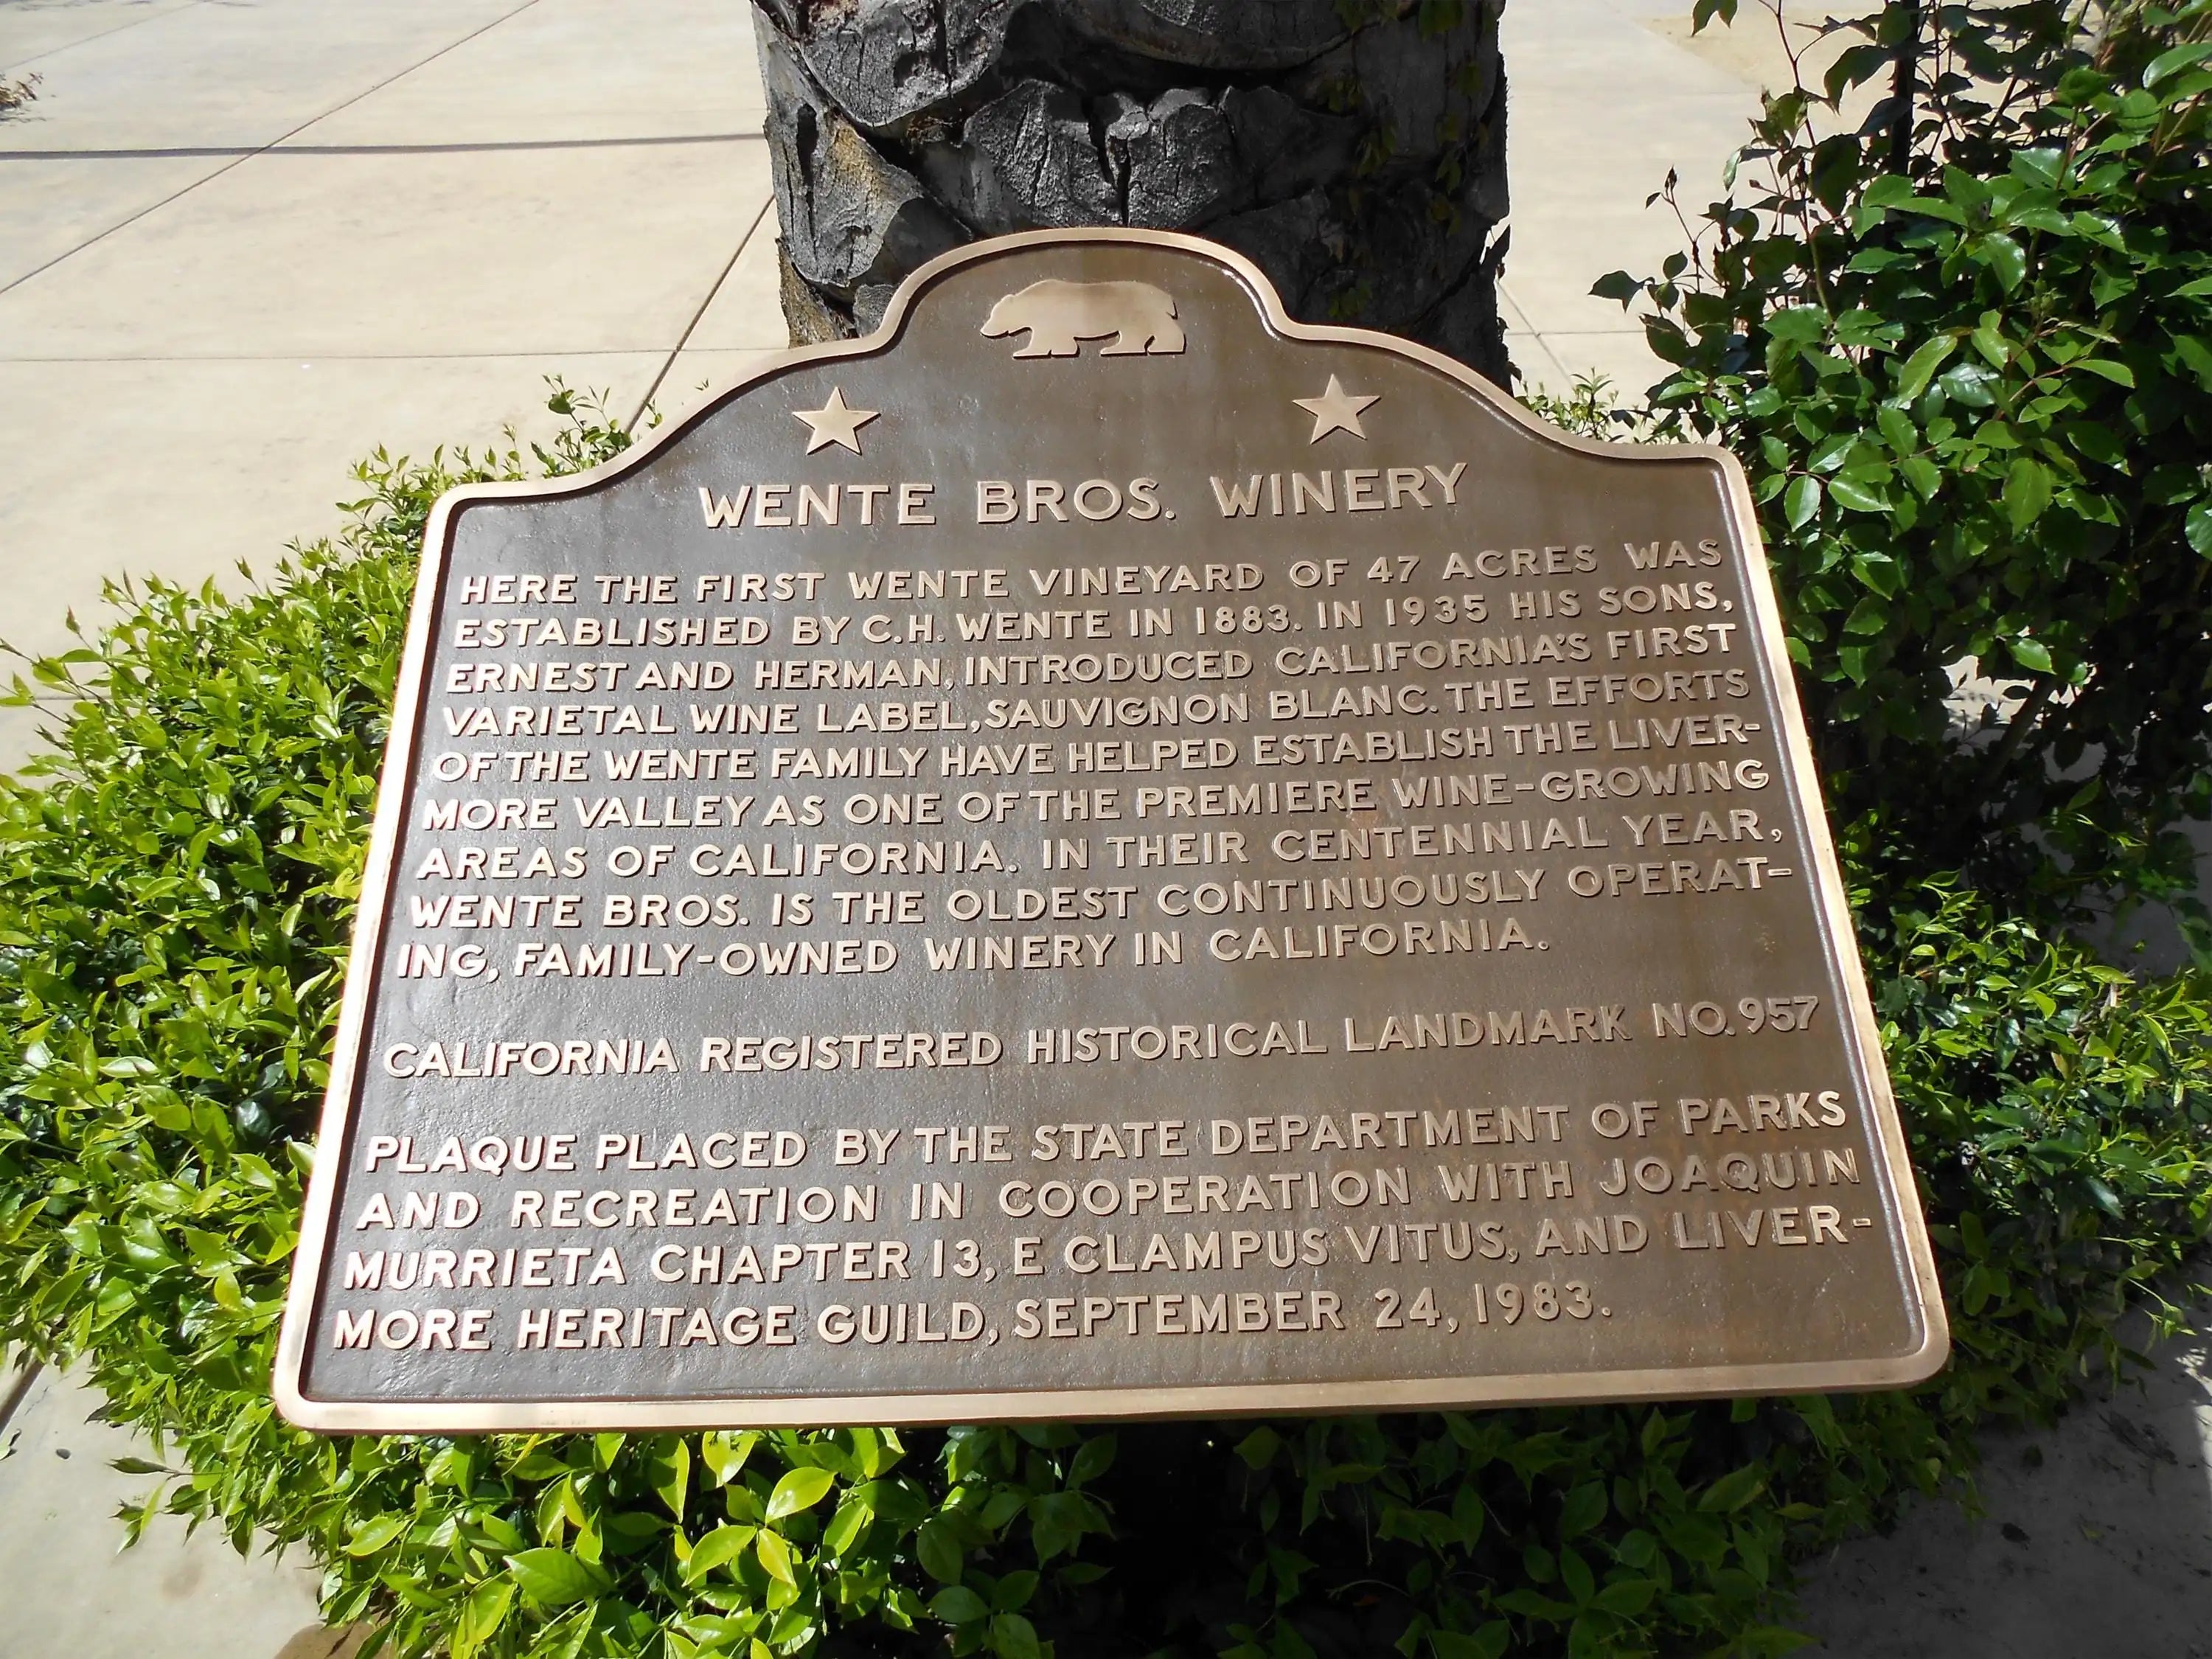 WENTE BROS. WINERY
HERE THE FIRST WENTE VINEYARD OF 47 ACRES WAS
ESTABLISHED BY C.H. WENTE IN 1883. IN 1935 HIS SONS,
ERNEST AND HERMAN, INTRODUCED CALIFORNIA'S FIRST
VARIETAL WINE LABEL, SAUVIGNON BLANC. THE EFFORTS
OF THE WENTE FAMILY HAVE HELPED ESTABLISH THE LIVER-
MORE VALLEY AS ONE OF THE PREMIERE WINE-GROWING
AREAS OF CALIFORNIA. IN THEIR CENTENNIAL YEAR,
WENTE BROS. IS THE OLDEST CONTINUOUSLY OPERAT-
ING, FAMILY-OWNED WINERY IN CALIFORNIA.
CALIFORNIA REGISTERED HISTORICAL LANDMARK NO. 957
PLAQUE PLACED BY THE STATE DEPARTMENT OF PARKS
AND RECREATION IN COOPERATION WITH JOAQUIN
MURRIETA CHAPTER 13, E CLAMPUS VITUS, AND LIVER-
MORE HERITAGE GUILD, SEPTEMBER 24, 1983.